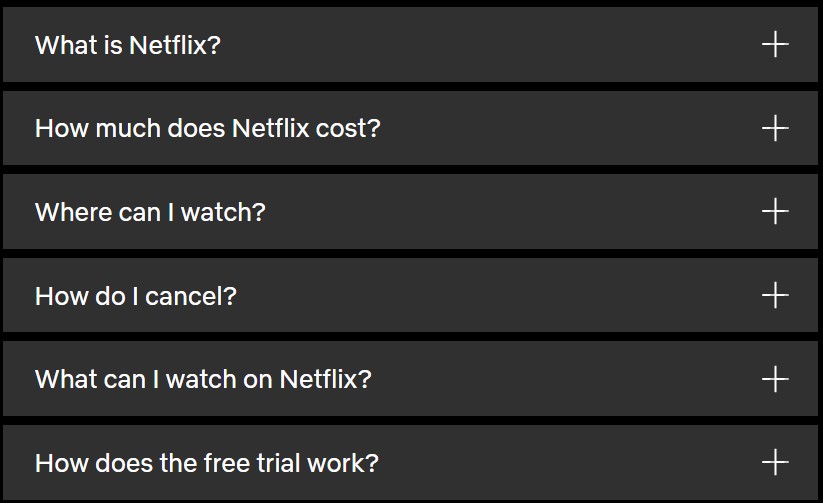 What is Netflix?
How much does Netflix cost?
Where can I watch?
How do I cancel?
What can I watch on Netflix?
How does the free trial work?